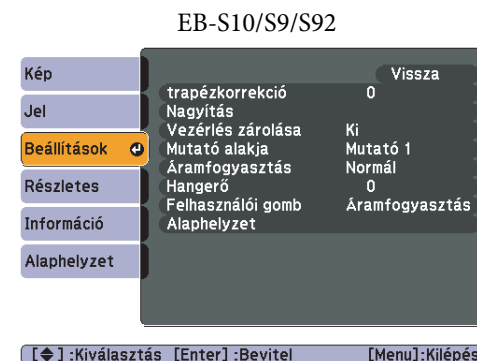 EB-S10/S9/S92
Kép
Jel
Beállítások
Részletes
Információ
Alaphelyzet
Vissza
trapézkorrekció 0
Nagyítás
Vezérlés zárolása Ki
Mutató alakja Mutató 1
Áramfogyasztás Normál
Hangerő 0
Felhasználói gomb Áramfogyasztás
Alaphelyzet
[◆] :Kiválasztás [Enter] :Bevitel [Menu]:Kilépés